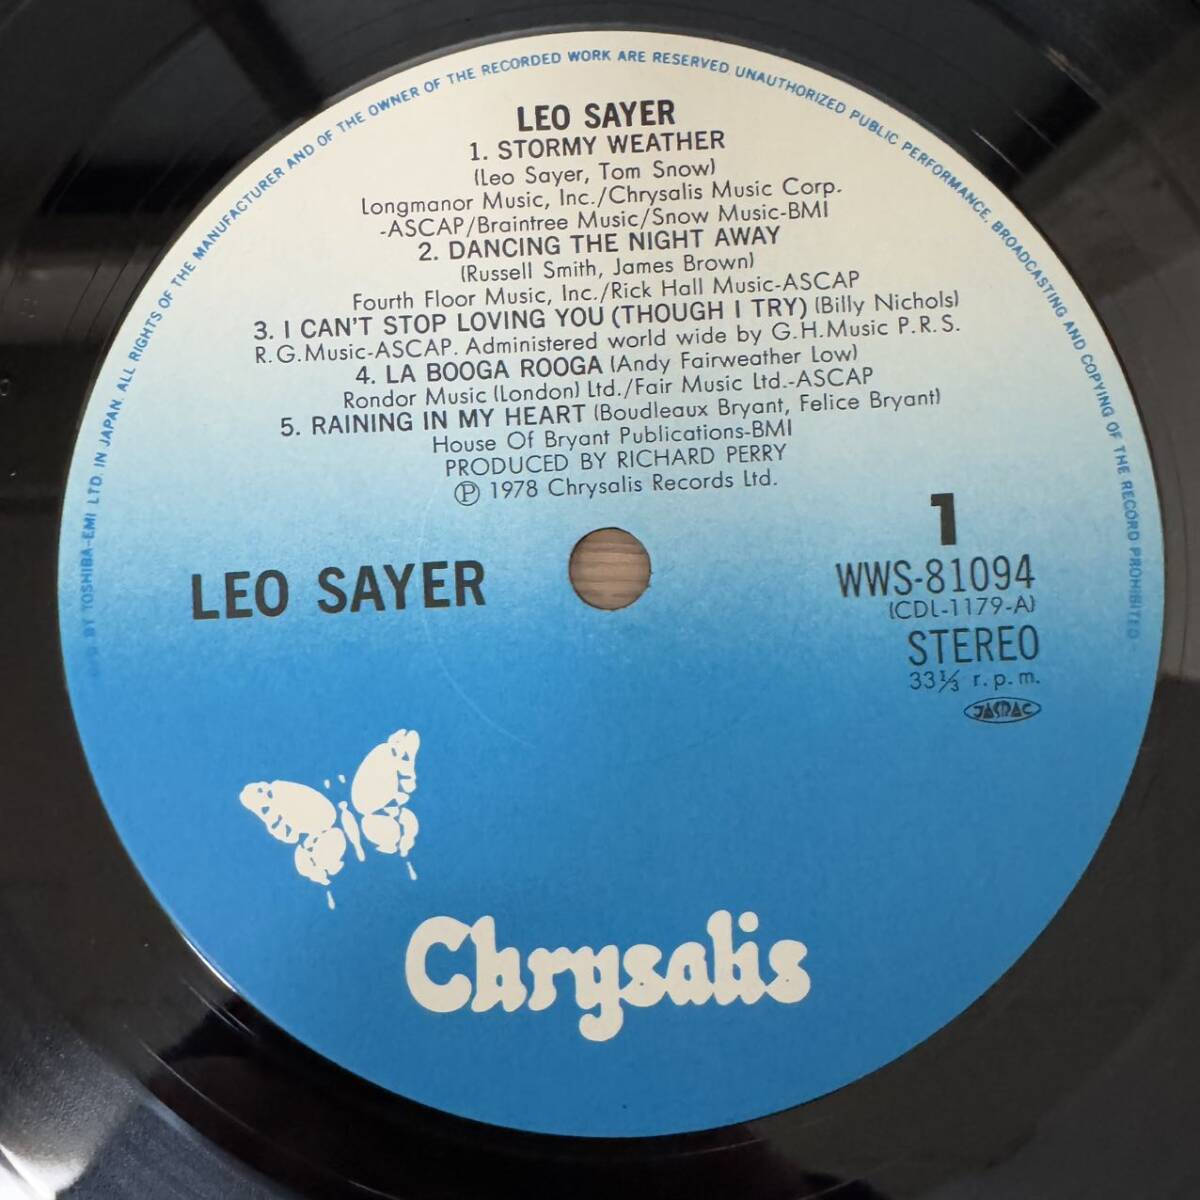 LEO SAYER
1. STORMY WEATHER
(Leo Sayer, Tom Snow)
Longmanor Music, Inc./Chrysalis Music Corp.
-ASCAP/Braintree Music/Snow Music-BMI
2. DANCING THE NIGHT AWAY
(Russell Smith, James Brown)
Fourth Floor Music, Inc./Rick Hall Music-ASCAP
3. I CAN'T STOP LOVING YOU (THOUGH I TRY) (Billy Nichols)
R.G.Music-ASCAP. Administered world wide by G.H.Music P.R.S.
4. LA BOOGA ROOGA (Andy Fairweather Low)
Rondor Music (London) Ltd./Fair Music Ltd.-ASCAP
5. RAINING IN MY HEART (Boudleaux Bryant, Felice Bryant)
House Of Bryant Publications-BMI
PRODUCED BY RICHARD PERRY
Ⓟ 1978 Chrysalis Records Ltd.
1
LEO SAYER
WWS-81094
(CDL-1179-A)
STEREO
33⅓ r.p.m.
JASRAC
Chrysalis
BY TOSHIBA-EMI LTD. IN JAPAN. ALL RIGHTS OF THE MANUFACTURER AND OF THE OWNER OF THE RECORDED WORK ARE RESERVED. UNAUTHORIZED PUBLIC PERFORMANCE, BROADCASTING AND COPYING OF THE RECORD PROHIBITED